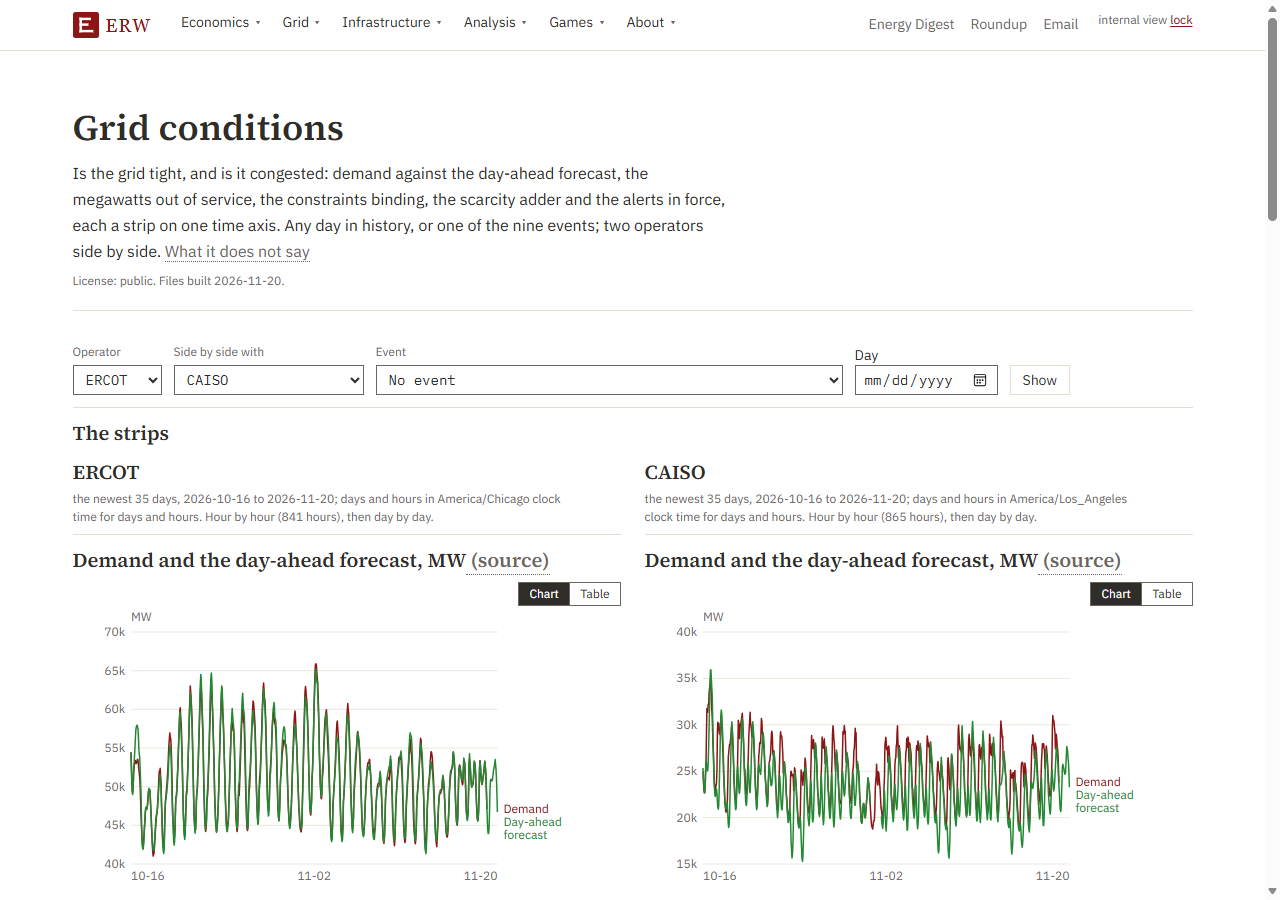 E ERW
Economics ▾ Grid ▾ Infrastructure ▾ Analysis ▾ Games ▾ About ▾
Energy Digest Roundup Email internal view lock
Grid conditions
Is the grid tight, and is it congested: demand against the day-ahead forecast, the
megawatts out of service, the constraints binding, the scarcity adder and the alerts in force,
each a strip on one time axis. Any day in history, or one of the nine events; two operators
side by side. What it does not say
License: public. Files built 2026-11-20.
Operator
ERCOT
Side by side with
CAISO
Event
No event
Day
mm/dd/yyyy
Show
The strips
ERCOT
the newest 35 days, 2026-10-16 to 2026-11-20; days and hours in America/Chicago clock
time for days and hours. Hour by hour (841 hours), then day by day.
Demand and the day-ahead forecast, MW (source)
Chart Table
MW
70k
65k
60k
55k
50k
45k
40k
10-16 11-02 11-20
Demand
Day-ahead
forecast
CAISO
the newest 35 days, 2026-10-16 to 2026-11-20; days and hours in America/Los_Angeles
clock time for days and hours. Hour by hour (865 hours), then day by day.
Demand and the day-ahead forecast, MW (source)
Chart Table
MW
40k
35k
30k
25k
20k
15k
10-16 11-02 11-20
Demand
Day-ahead
forecast